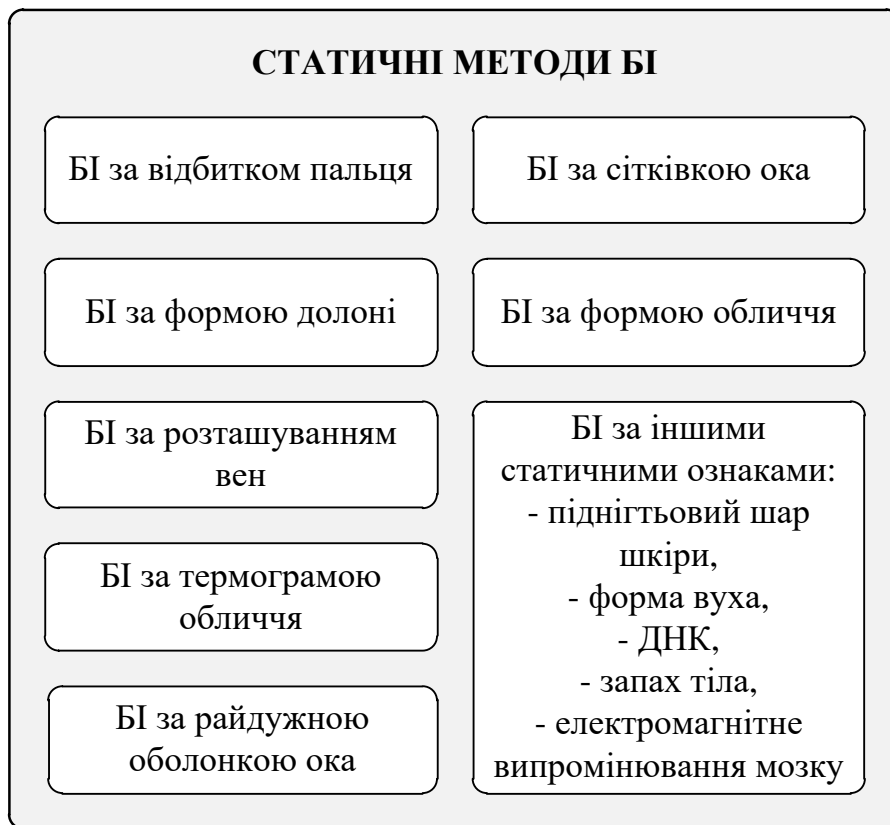 СТАТИЧНІ МЕТОДИ БІ
БІ за відбитком пальця
БІ за формою долоні
БІ за розташуванням
вен
БІ за термограмою
обличчя
БІ за райдужною
оболонкою ока
БІ за сітківкою ока
БІ за формою обличчя
БІ за іншими
статичними ознаками:
- піднігтьовий шар
шкіри,
- форма вуха,
- ДНК,
- запах тіла,
- електромагнітне
випромінювання мозку